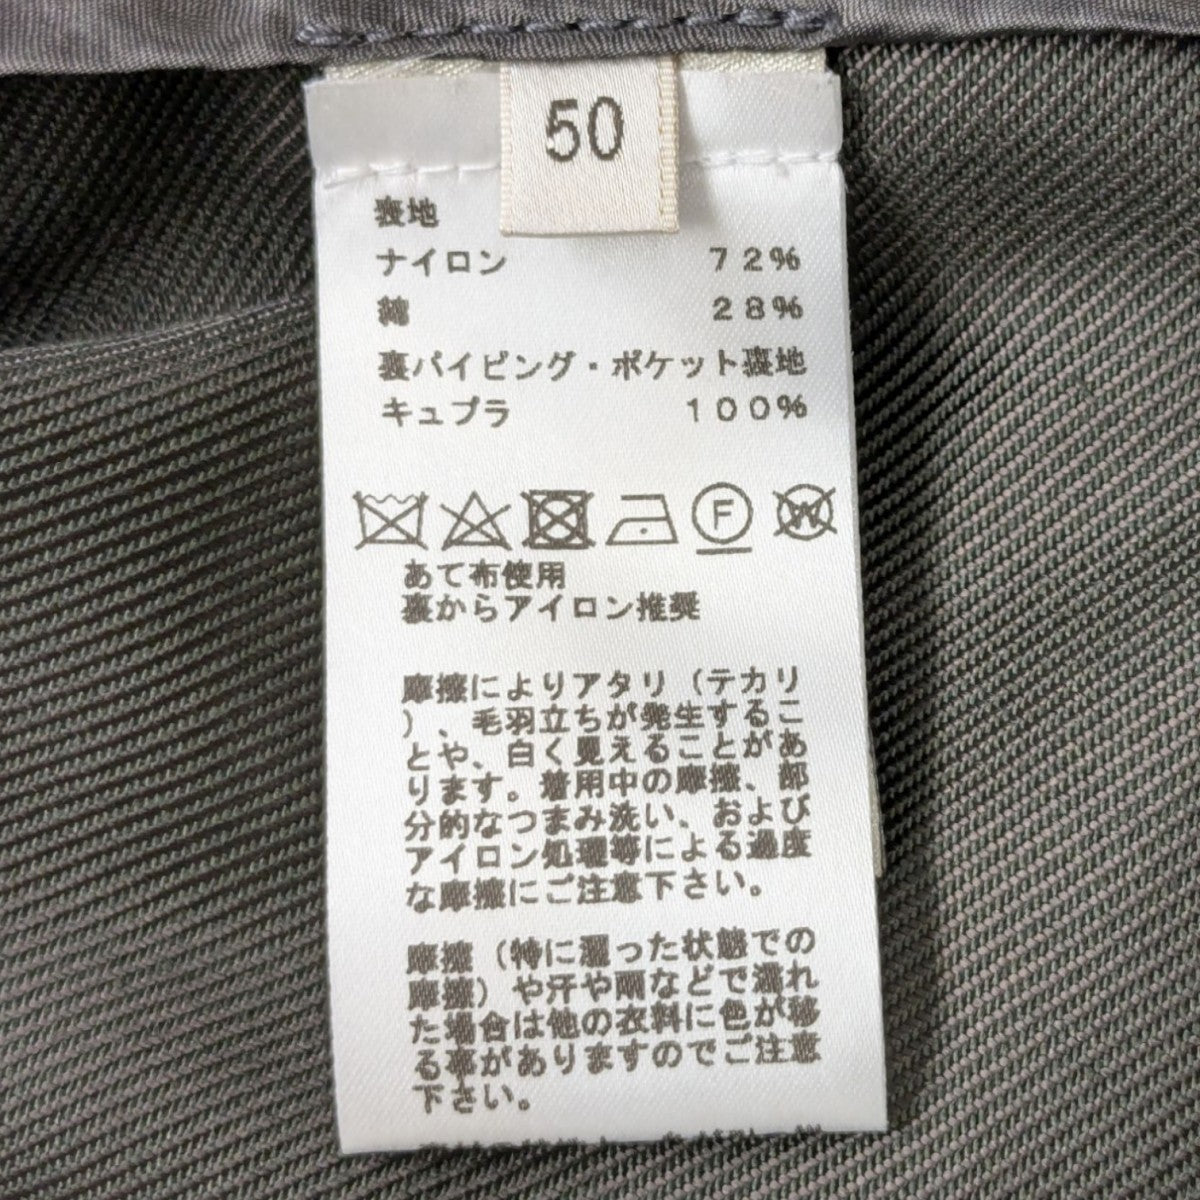 50
表地
ナイロン 72%
綿 28%
裏パイピング・ポケット裏地
キュプラ 100%
F
W
あて布使用
裏からアイロン推奨
摩擦によりアタリ(テカリ
)、毛羽立ちが発生するこ
とや、白く見えることがあ
ります。着用中の摩擦、部
分的なつまみ洗い、および
アイロン処理等による過度
な摩擦にご注意下さい。
摩擦(特に湿った状態での
摩擦)や汗や雨などで濡れ
た場合は他の衣料に色が移
る事がありますのでご注意
下さい。